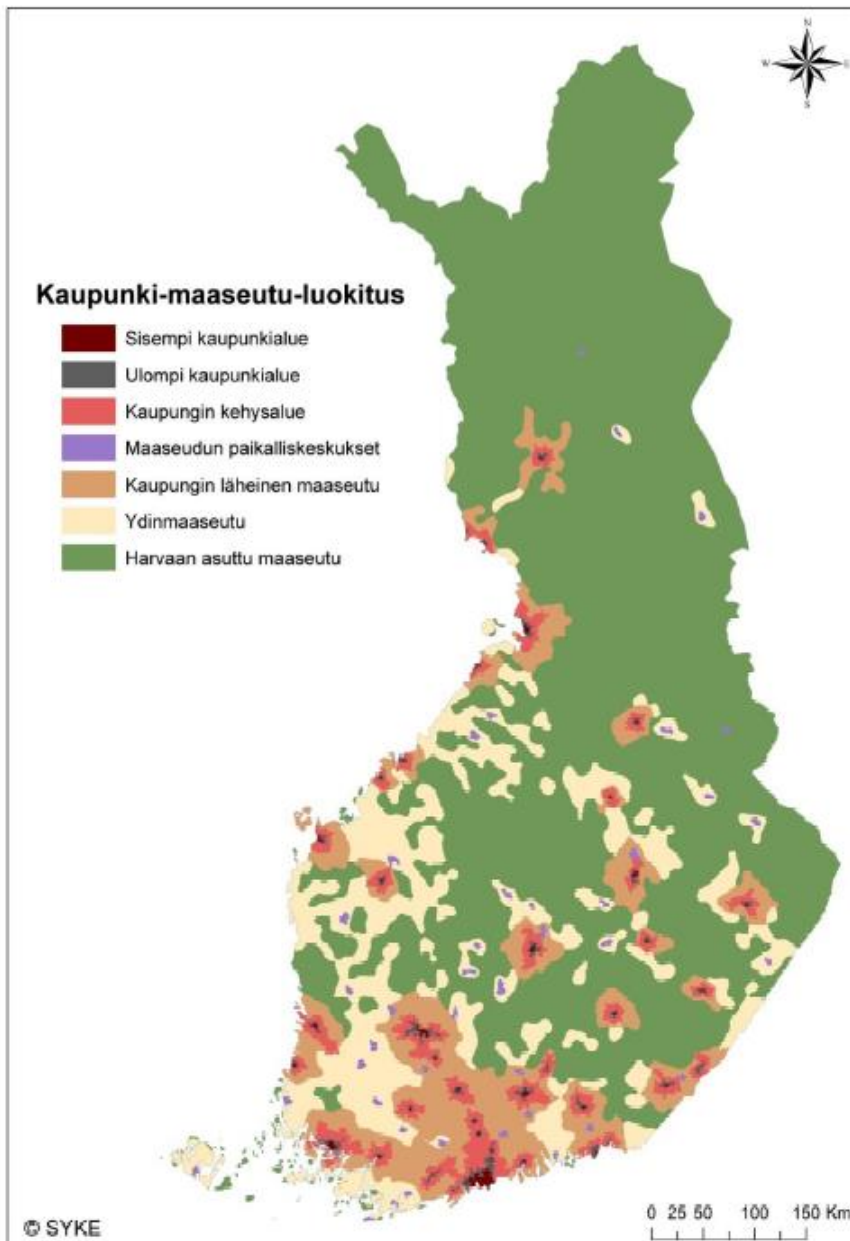 N
W
E
S
Kaupunki-maaseutu-luokitus
Sisempi kaupunkialue
Ulompi kaupunkialue
Kaupungin kehysalue
Maaseudun paikalliskeskukset
Kaupungin läheinen maaseutu
Ydinmaaseutu
Harvaan asuttu maaseutu
0 25 50 100 150 Km
© SYKE